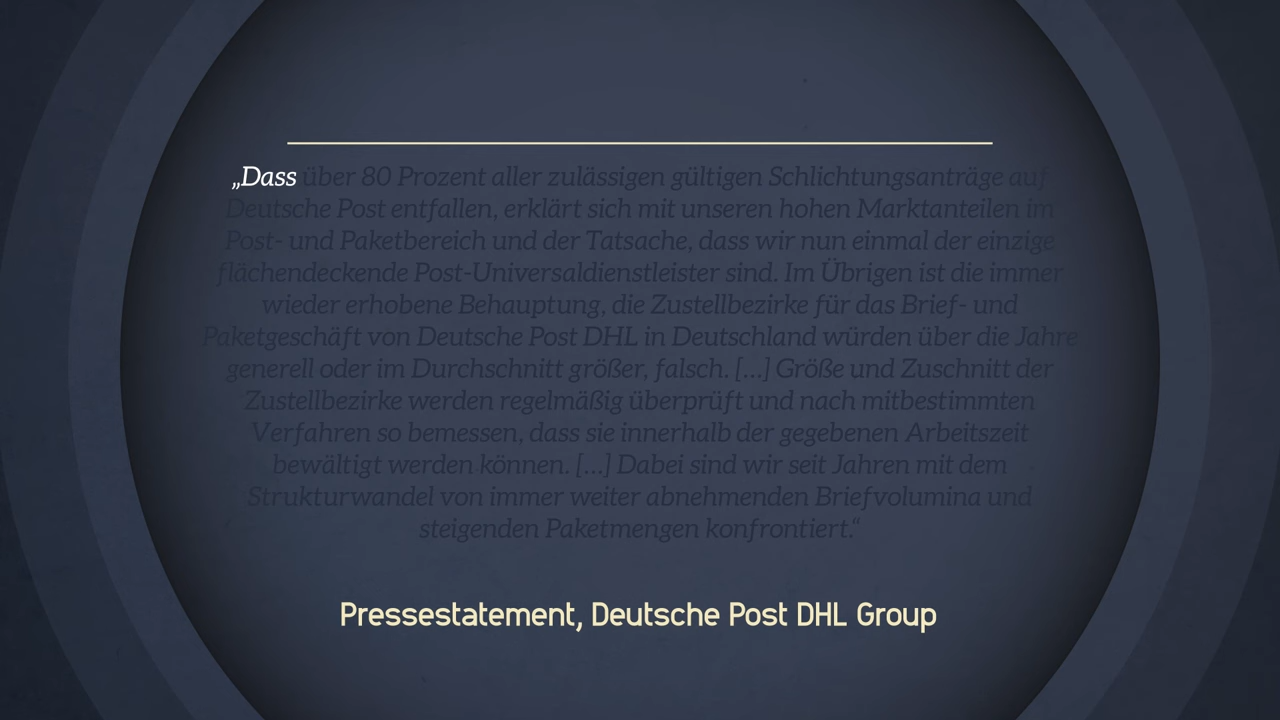 „Dass über 80 Prozent aller zulässigen gültigen Schlichtungsanträge auf
Deutsche Post entfallen, erklärt sich mit unseren hohen Marktanteilen im
Post- und Paketbereich und der Tatsache, dass wir nun einmal der einzige
flächendeckende Post-Universaldienstleister sind. Im Übrigen ist die immer
wieder erhobene Behauptung, die Zustellbezirke für das Brief- und
Paketgeschäft von Deutsche Post DHL in Deutschland würden über die Jahre
generell oder im Durchschnitt größer, falsch. [...] Größe und Zuschnitt der
Zustellbezirke werden regelmäßig überprüft und nach mitbestimmten
Verfahren so bemessen, dass sie innerhalb der gegebenen Arbeitszeit
bewältigt werden können. [...] Dabei sind wir seit Jahren mit dem
Strukturwandel von immer weiter abnehmenden Briefvolumina und
steigenden Paketmengen konfrontiert.“
Pressestatement, Deutsche Post DHL Group